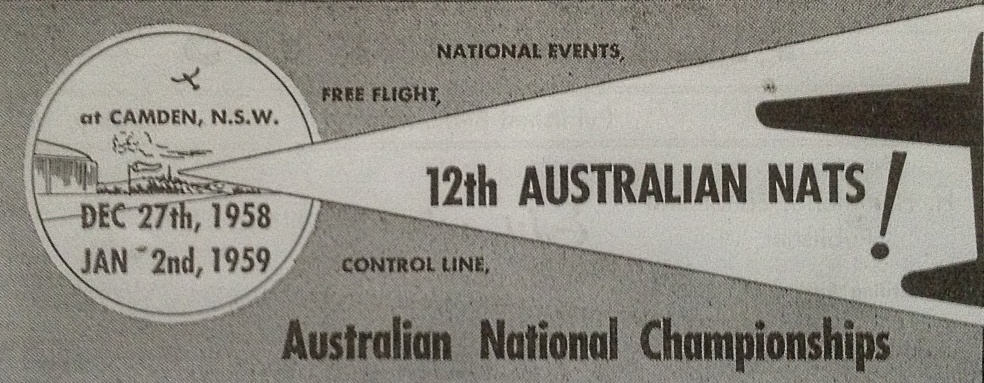 NATIONAL EVENTS,
FREE FLIGHT,
at CAMDEN, N.S.W.
12th AUSTRALIAN NATS!
DEC 27th, 1958
JAN - 2nd, 1959
CONTROL LINE,
Australian National Championships